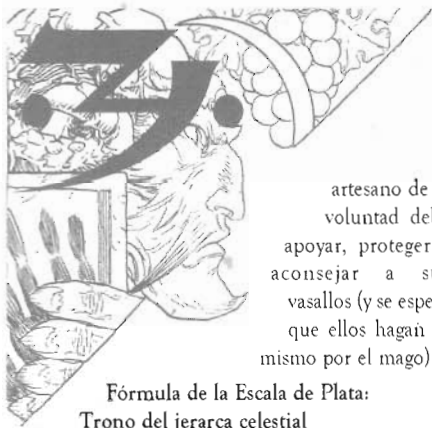 artesano de
voluntad del
apoyar, proteger
aconsejar a su
vasallos (y se espe
que ellos hagan
mismo por el mago)
Fórmula de la Escala de Plata:
Trono del jerarca celestial